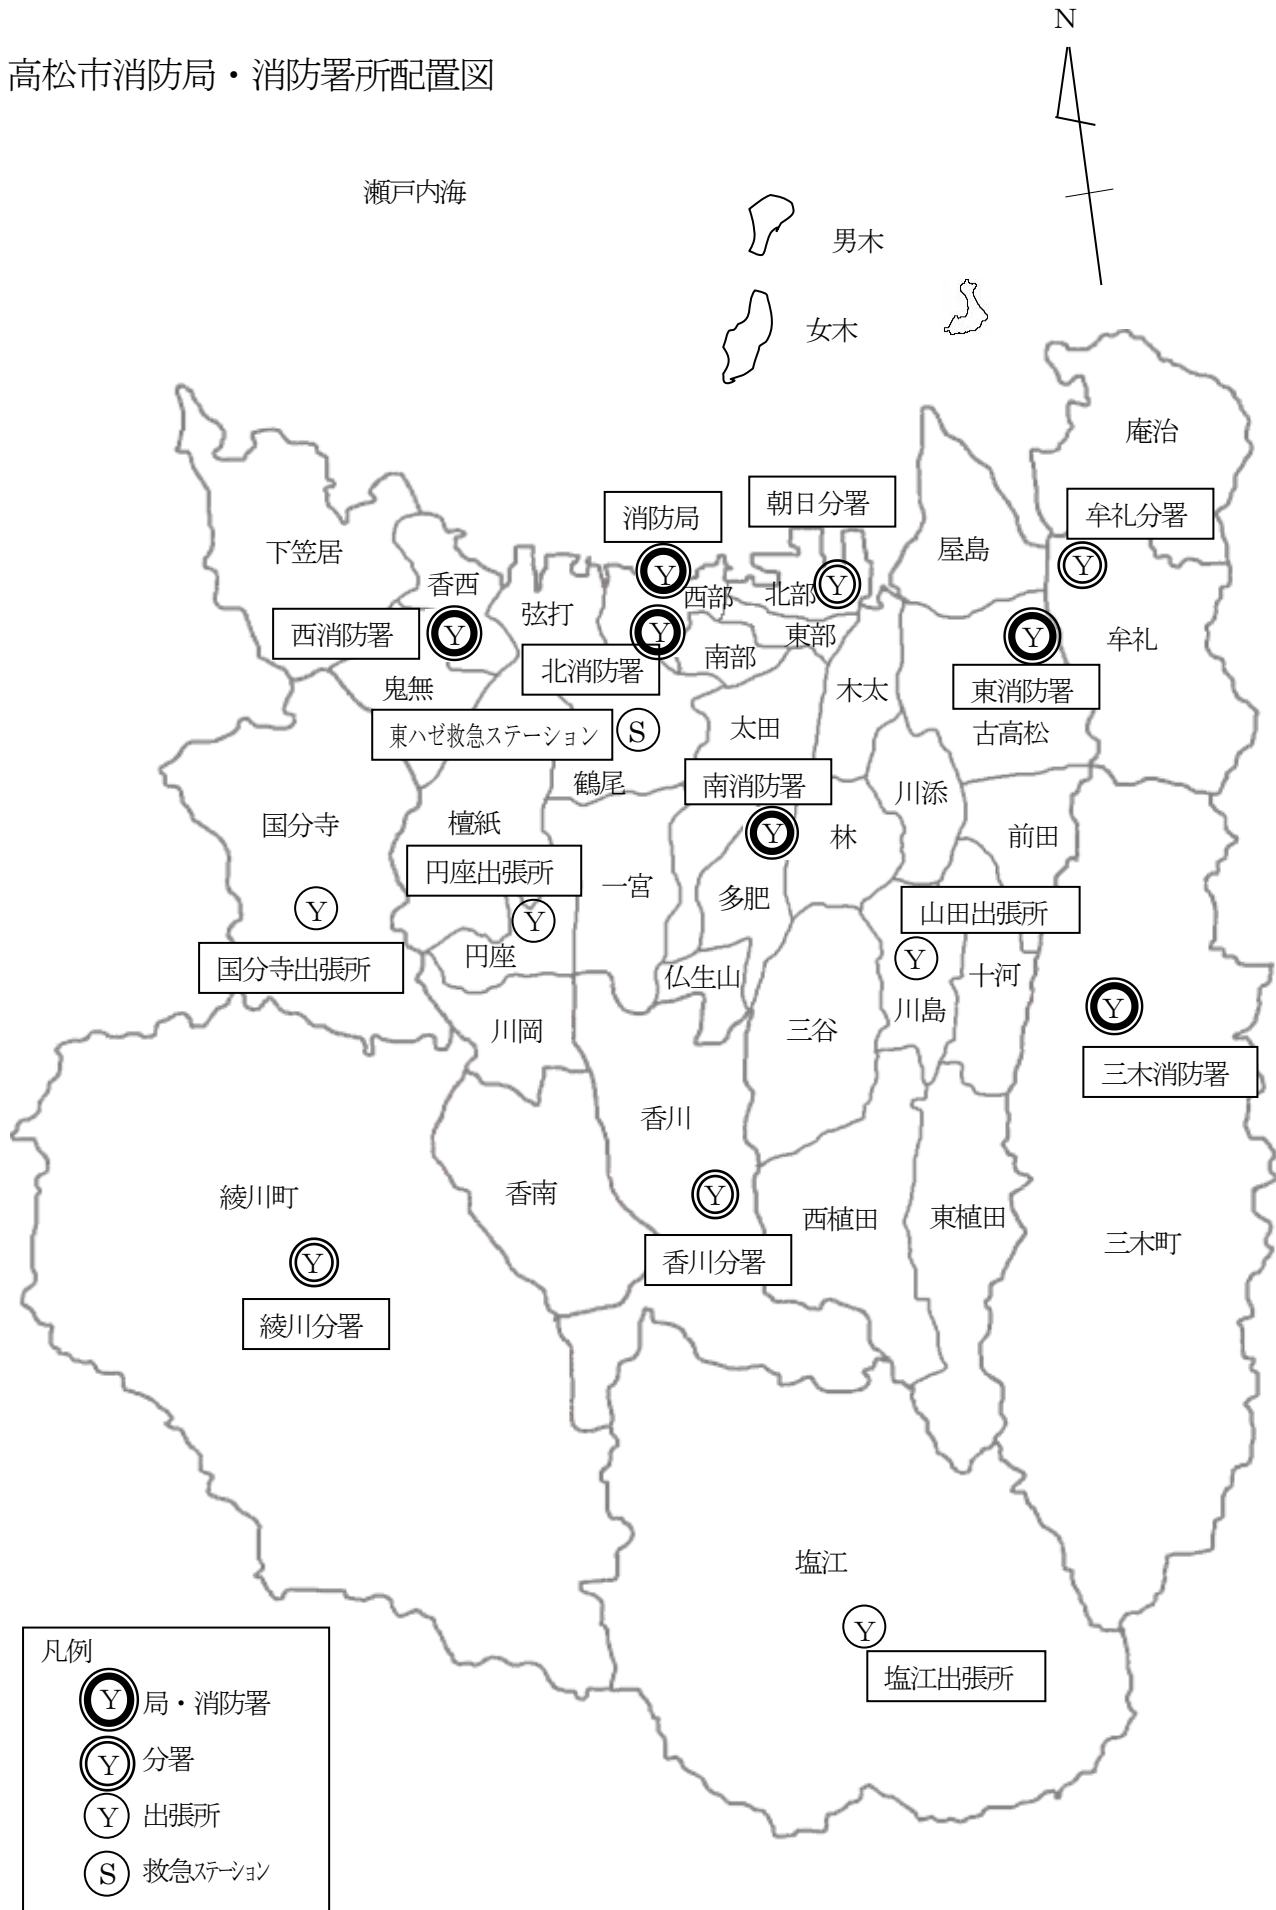 N
高松市消防局・消防署所配置図
瀬戸内海
男木
女木
庵治
消防局
朝日分署
牟礼分署
下笠居
屋島
香西
Y
Y
Y
弦打
西部
北部
西消防署
Y
Y
Y
東部
牟礼
北消防署
南部
鬼無
木太
東消防署
東ハゼ救急ステーション
S
太田
古高松
鶴尾
南消防署
川添
国分寺
檀紙
Y
林
前田
円座出張所
一宮
多肥
Y
Y
山田出張所
国分寺出張所
円座
仏生山
Y
十河
川岡
三谷
川島
Y
三木消防署
香川
綾川町
香南
Y
西植田
東植田
三木町
Y
香川分署
綾川分署
塩江
Y
塩江出張所
凡例
Y 局・消防署
Y 分署
Y 出張所
S 救急ステーション